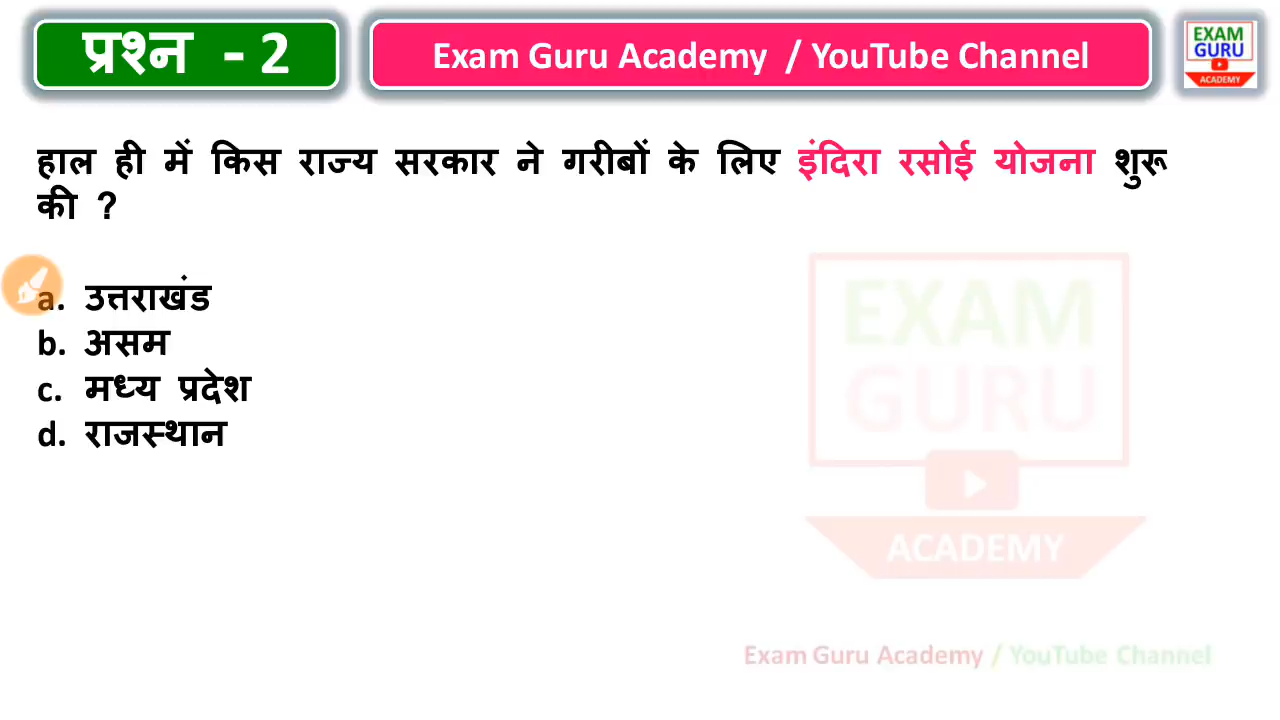 प्रश्न - 2
Exam Guru Academy / YouTube Channel
EXAM
GURU
ACADEMY
हाल ही में किस राज्य सरकार ने गरीबों के लिए इंदिरा रसोई योजना शुरू
की ?
a. उत्तराखंड
b. असम
c. मध्य प्रदेश
d. राजस्थान
EXAM
GURU
ACADEMY
Exam Guru Academy / YouTube Channel